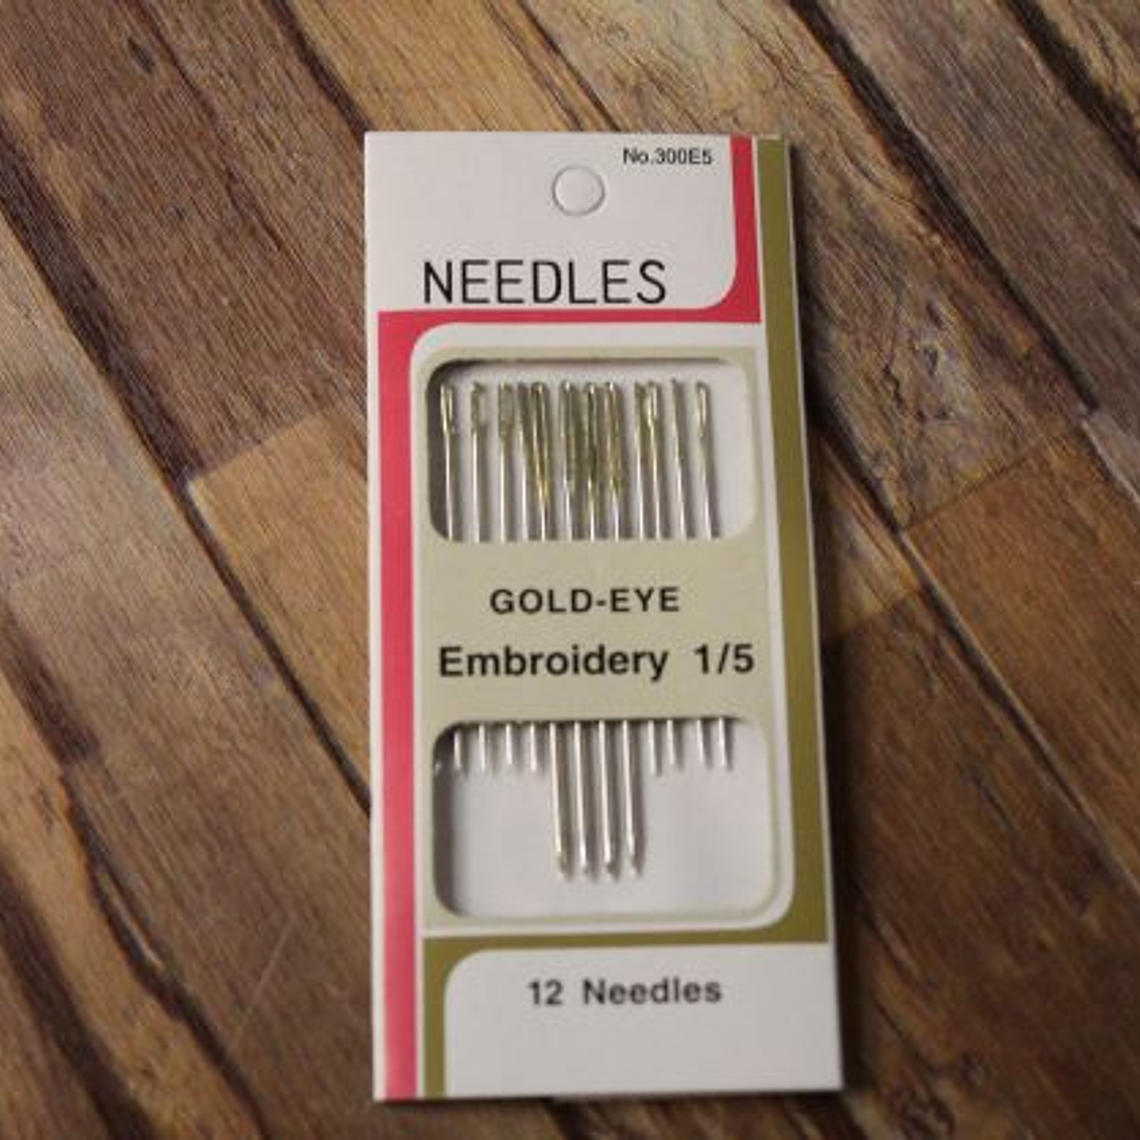 No.300E5
NEEDLES
GOLD-EYE
Embroidery 1/5
12 Needles